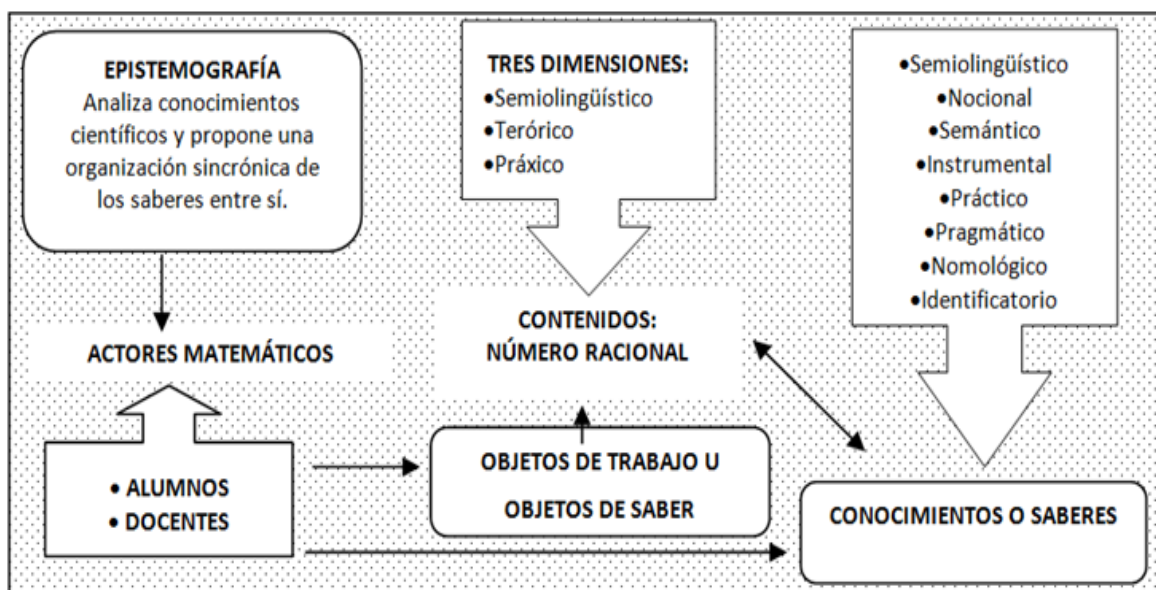 EPISTEMOGRAFÍA
Analiza conocimientos
científicos y propone una
organización sincrónica de
los saberes entre sí.
TRES DIMENSIONES:
•Semiolingüístico
•Terórico
•Práxico
•Semiolingüístico
•Nocional
•Semántico
•Instrumental
•Práctico
•Pragmático
•Nomológico
•Identificatorio
ACTORES MATEMÁTICOS
CONTENIDOS:
NÚMERO RACIONAL
• ALUMNOS
• DOCENTES
OBJETOS DE TRABAJO U
OBJETOS DE SABER
CONOCIMIENTOS O SABERES